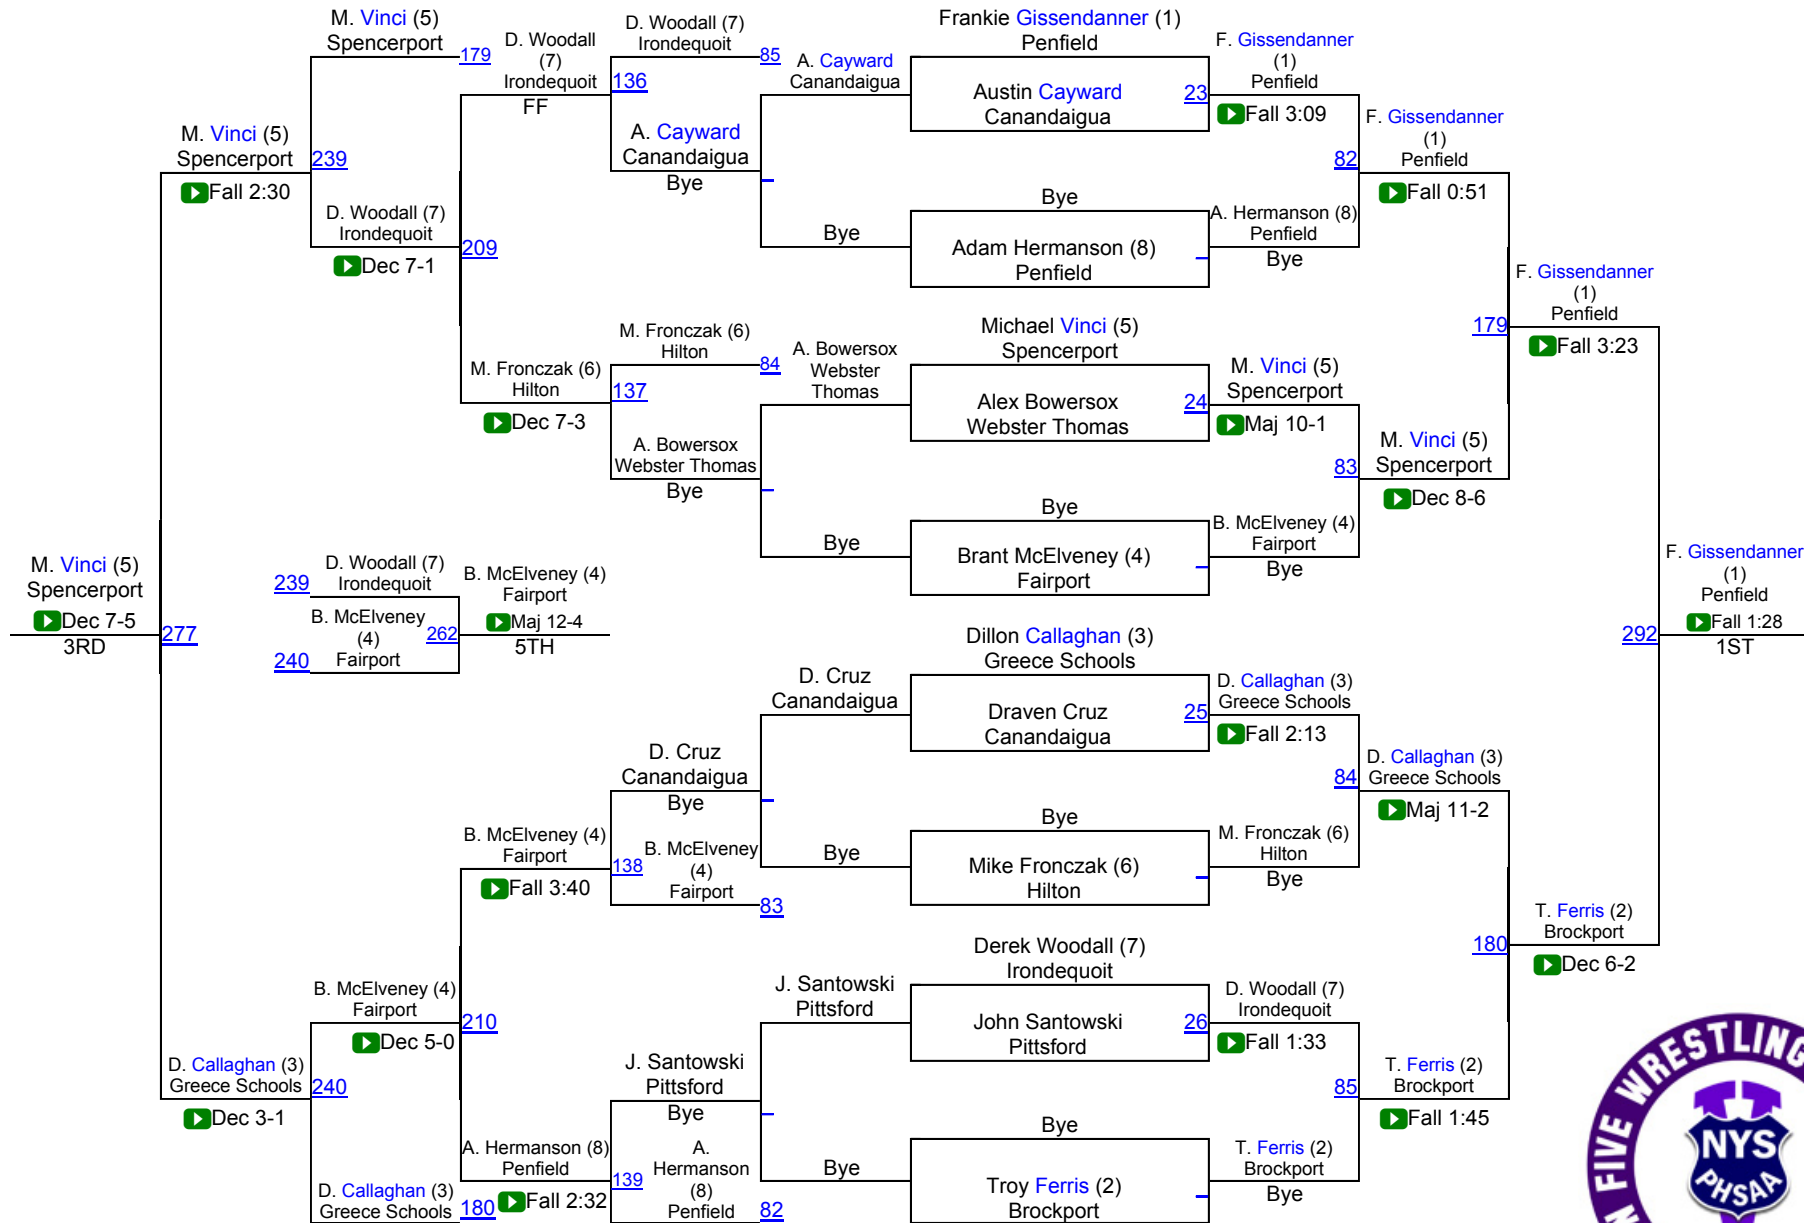 M. Vinci (5)
Spencerport
179
D. Woodall
(7)
Irondequoit
FF
136
D. Woodall (7)
Irondequoit
85
A. Cayward
Canandaigua
Bye
A. Cayward
Canandaigua
Bye
Frankie Gissendanner (1)
Penfield
Austin Cayward
Canandaigua
23
F. Gissendanner
(1)
Penfield
Fall 3:09
Bye
Adam Hermanson (8)
Penfield
A. Hermanson (8)
Penfield
Bye
82
F. Gissendanner
(1)
Penfield
Fall 0:51
M. Vinci (5)
Spencerport
Fall 2:30
239
D. Woodall (7)
Irondequoit
Dec 7-1
209
M. Fronczak (6)
Hilton
Dec 7-3
137
M. Fronczak (6)
Hilton
84
A. Bowersox
Webster Thomas
Bye
A. Bowersox
Webster
Thomas
Bye
Michael Vinci (5)
Spencerport
Alex Bowersox
Webster Thomas
24
M. Vinci (5)
Spencerport
Maj 10-1
Bye
Brant McElveney (4)
Fairport
B. McElveney (4)
Fairport
Bye
83
M. Vinci (5)
Spencerport
Dec 8-6
179
F. Gissendanner
(1)
Penfield
Fall 3:23
M. Vinci (5)
Spencerport
Dec 7-5
3RD
277
239
D. Woodall (7)
Irondequoit
B. McElveney
(4)
Fairport
240
262
B. McElveney (4)
Fairport
Maj 12-4
5TH
292
F. Gissendanner
(1)
Penfield
Fall 1:28
1ST
D. Cruz
Canandaigua
Bye
D. Cruz
Canandaigua
Bye
Dillon Callaghan (3)
Greece Schools
Draven Cruz
Canandaigua
25
D. Callaghan (3)
Greece Schools
Fall 2:13
Bye
Mike Fronczak (6)
Hilton
M. Fronczak (6)
Hilton
Bye
84
D. Callaghan (3)
Greece Schools
Maj 11-2
B. McElveney (4)
Fairport
Fall 3:40
138
B. McElveney
(4)
Fairport
83
B. McElveney (4)
Fairport
Dec 5-0
210
D. Callaghan (3)
Greece Schools
Dec 3-1
240
D. Callaghan (3)
Greece Schools
180
A. Hermanson (8)
Penfield
Fall 2:32
139
J. Santowski
Pittsford
Bye
A.
Hermanson
(8)
Penfield
82
J. Santowski
Pittsford
Bye
Derek Woodall (7)
Irondequoit
John Santowski
Pittsford
26
D. Woodall (7)
Irondequoit
Fall 1:33
Bye
Troy Ferris (2)
Brockport
T. Ferris (2)
Brockport
Bye
85
T. Ferris (2)
Brockport
Fall 1:45
180
T. Ferris (2)
Brockport
Dec 6-2
FIVE WRESTLING
NYS
PHSAA